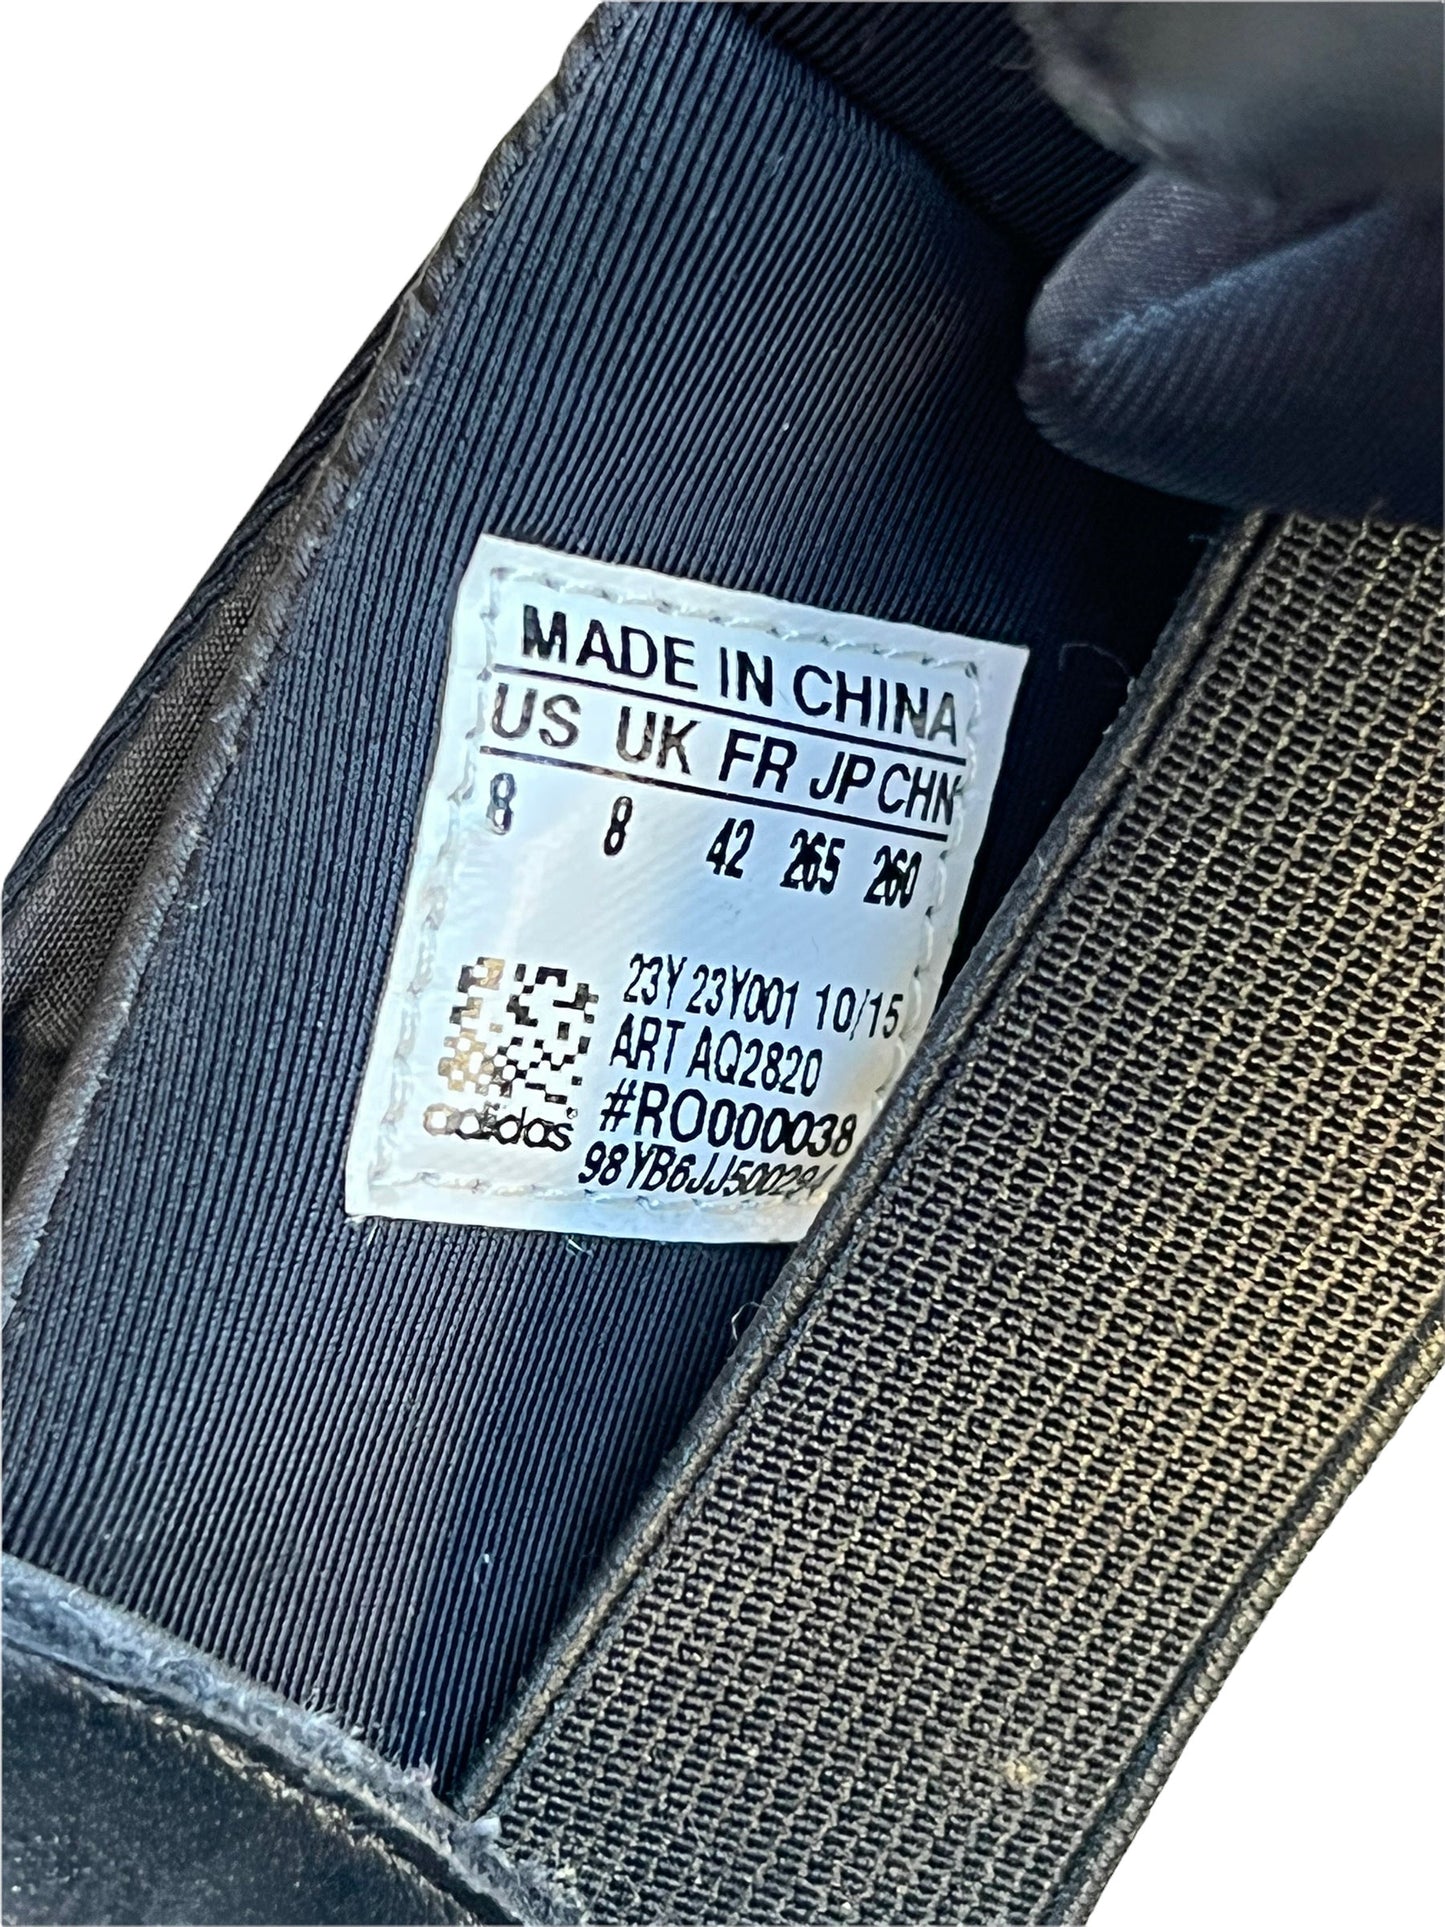 MADE IN CHINA
US UK FR JP CHN
8 8 42 265 260
23Y 23Y001 10/15
ART AQ2820
#RO000038
adidas